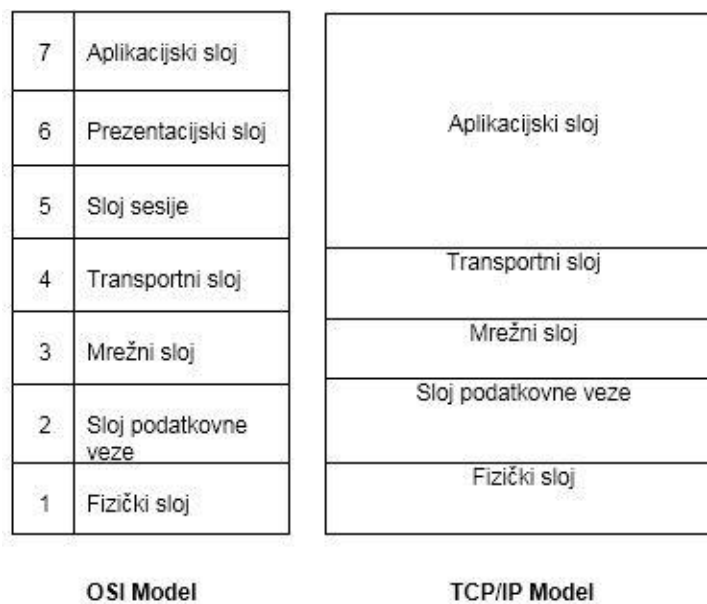 7 Aplikacijski sloj
6 Prezentacijski sloj
5 Sloj sesije
4 Transportni sloj
3 Mrežni sloj
2 Sloj podatkovne
veze
1 Fizički sloj
OSI Model
Aplikacijski sloj
Transportni sloj
Mrežni sloj
Sloj podatkovne veze
Fizički sloj
TCP/IP Model